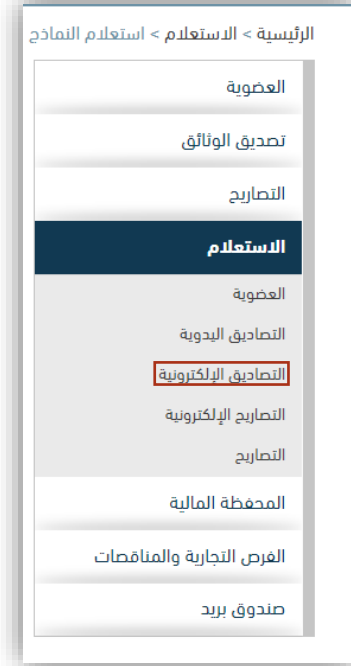 الرئيسية > الاستعلام > استعلام النماذج
العضوية
تصديق الوثائق
التصاريح
الاستعلام
العضوية
التصاديق اليدوية
التصاديق الإلكترونية
التصاريح الإلكترونية
التصاريح
المحفظة المالية
الفرص التجارية والمناقصات
صندوق بريد